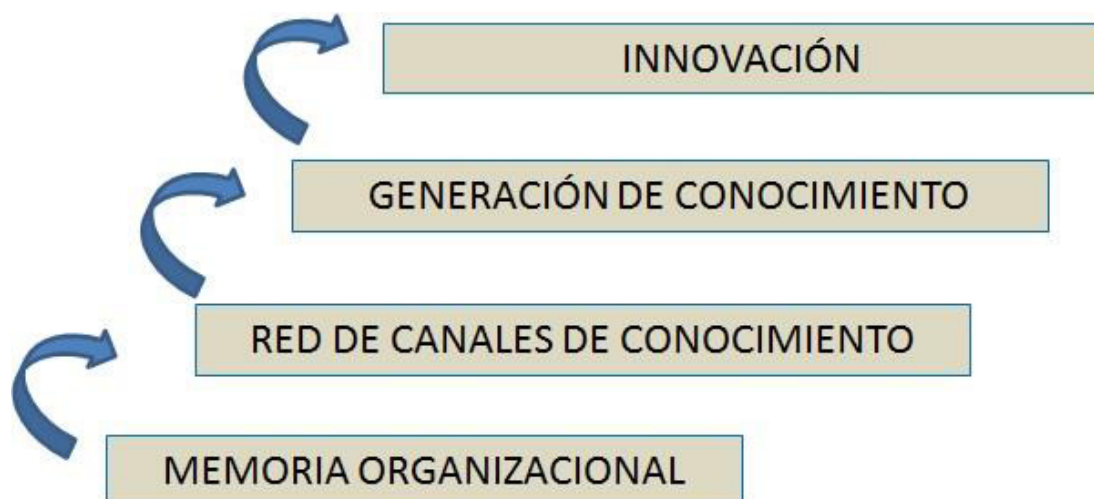 INNOVACIÓN
GENERACIÓN DE CONOCIMIENTO
RED DE CANALES DE CONOCIMIENTO
MEMORIA ORGANIZACIONAL